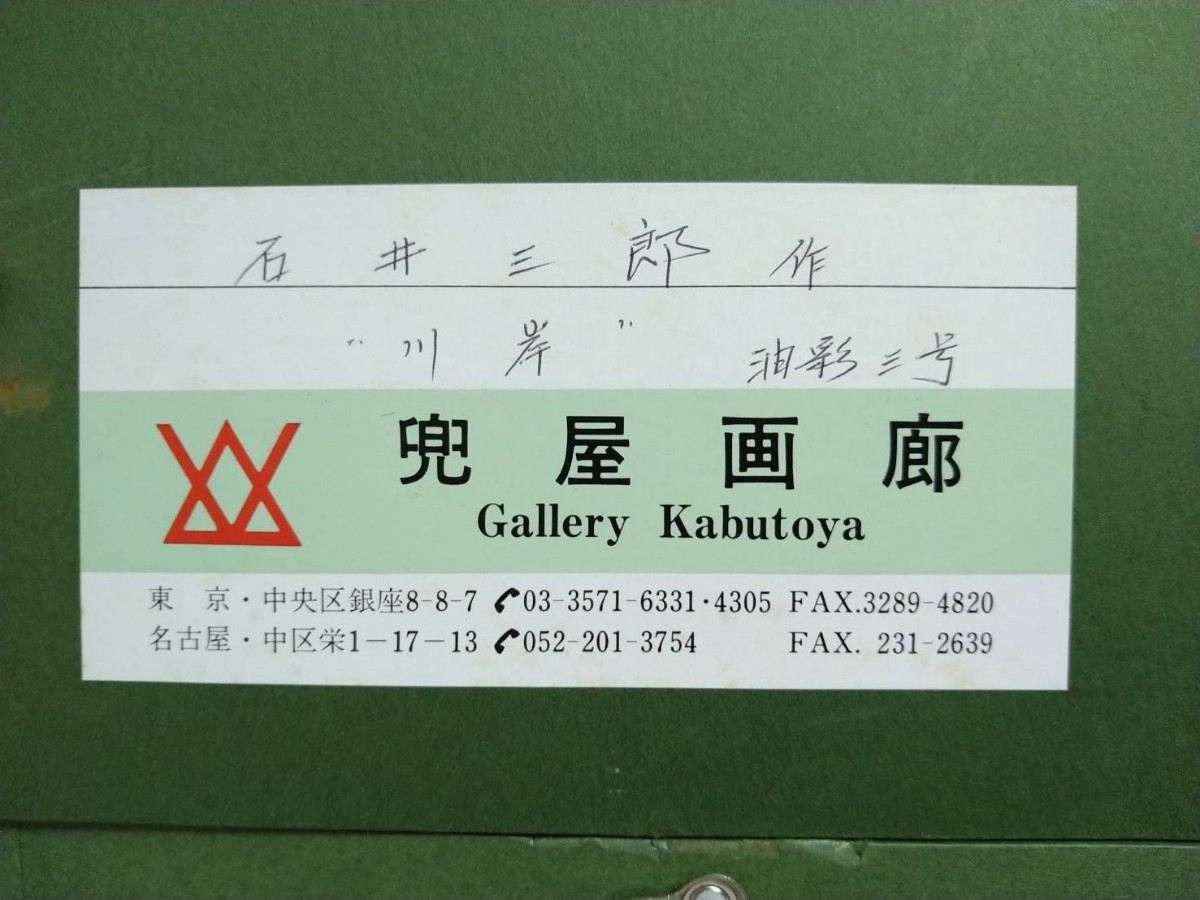 石井三郎作
"川岸" 油彩三号
兜屋画廊
Gallery Kabutoya
東京・中央区銀座8-8-7 03-3571-6331・4305 FAX.3289-4820
名古屋・中区栄1-17-13 052-201-3754 FAX. 231-2639